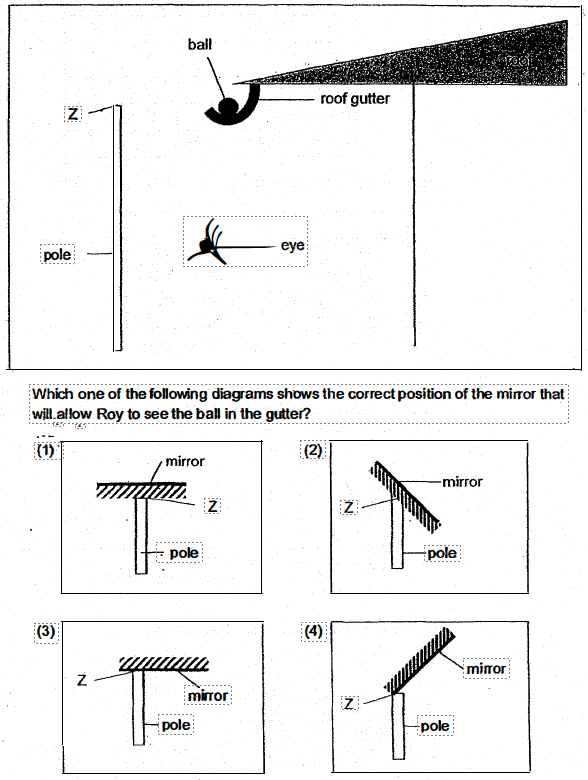 ball
roof
roof gutter
Z
pole
eye
Which one of the following diagrams shows the correct position of the mirror that
will allow Roy to see the ball in the gutter?
(1)
mirror
Z
pole
(2)
mirror
Z
pole
(3)
Z
mirror
pole
(4)
mirror
Z
pole